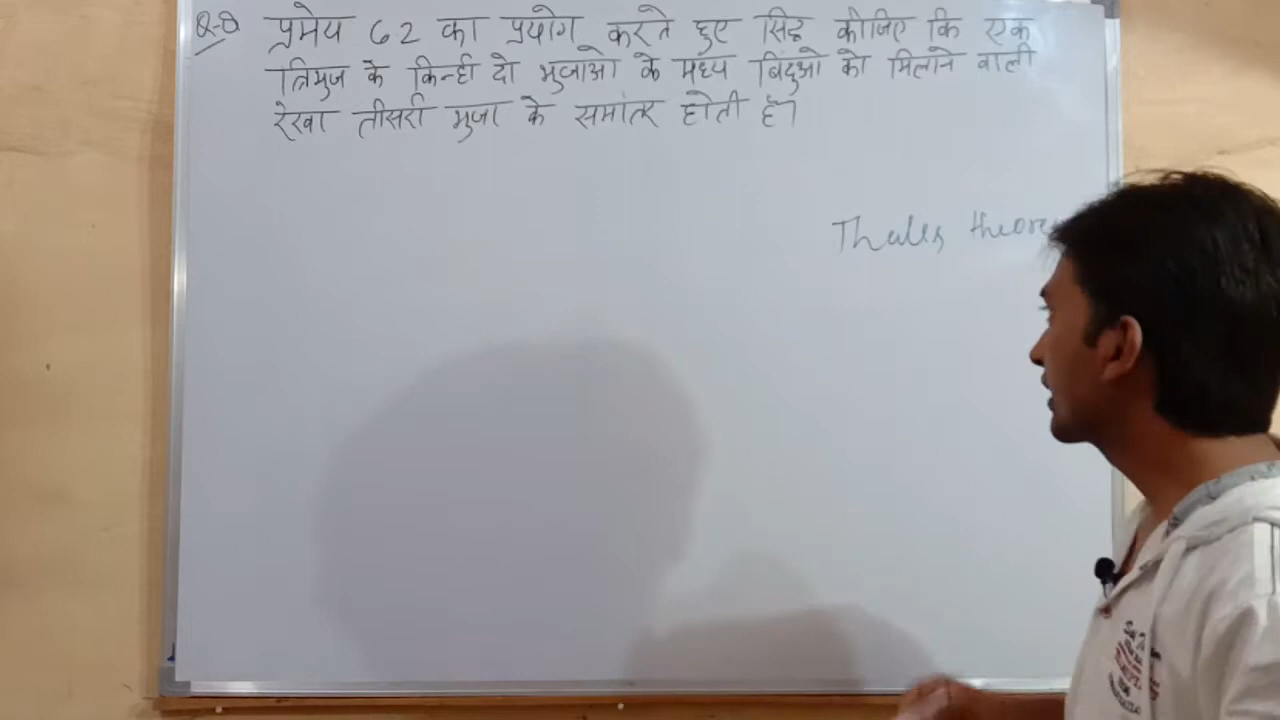 Q-8 प्रमेय 6.2 का प्रयोग करते हुए सिद्ध कीजिए कि एक
त्रिभुज के किन्ही दो भुजाओ के मध्य बिंदुओ को मिलाने वाली
रेखा तीसरी भुजा के समांतर होती है।
Thales theore